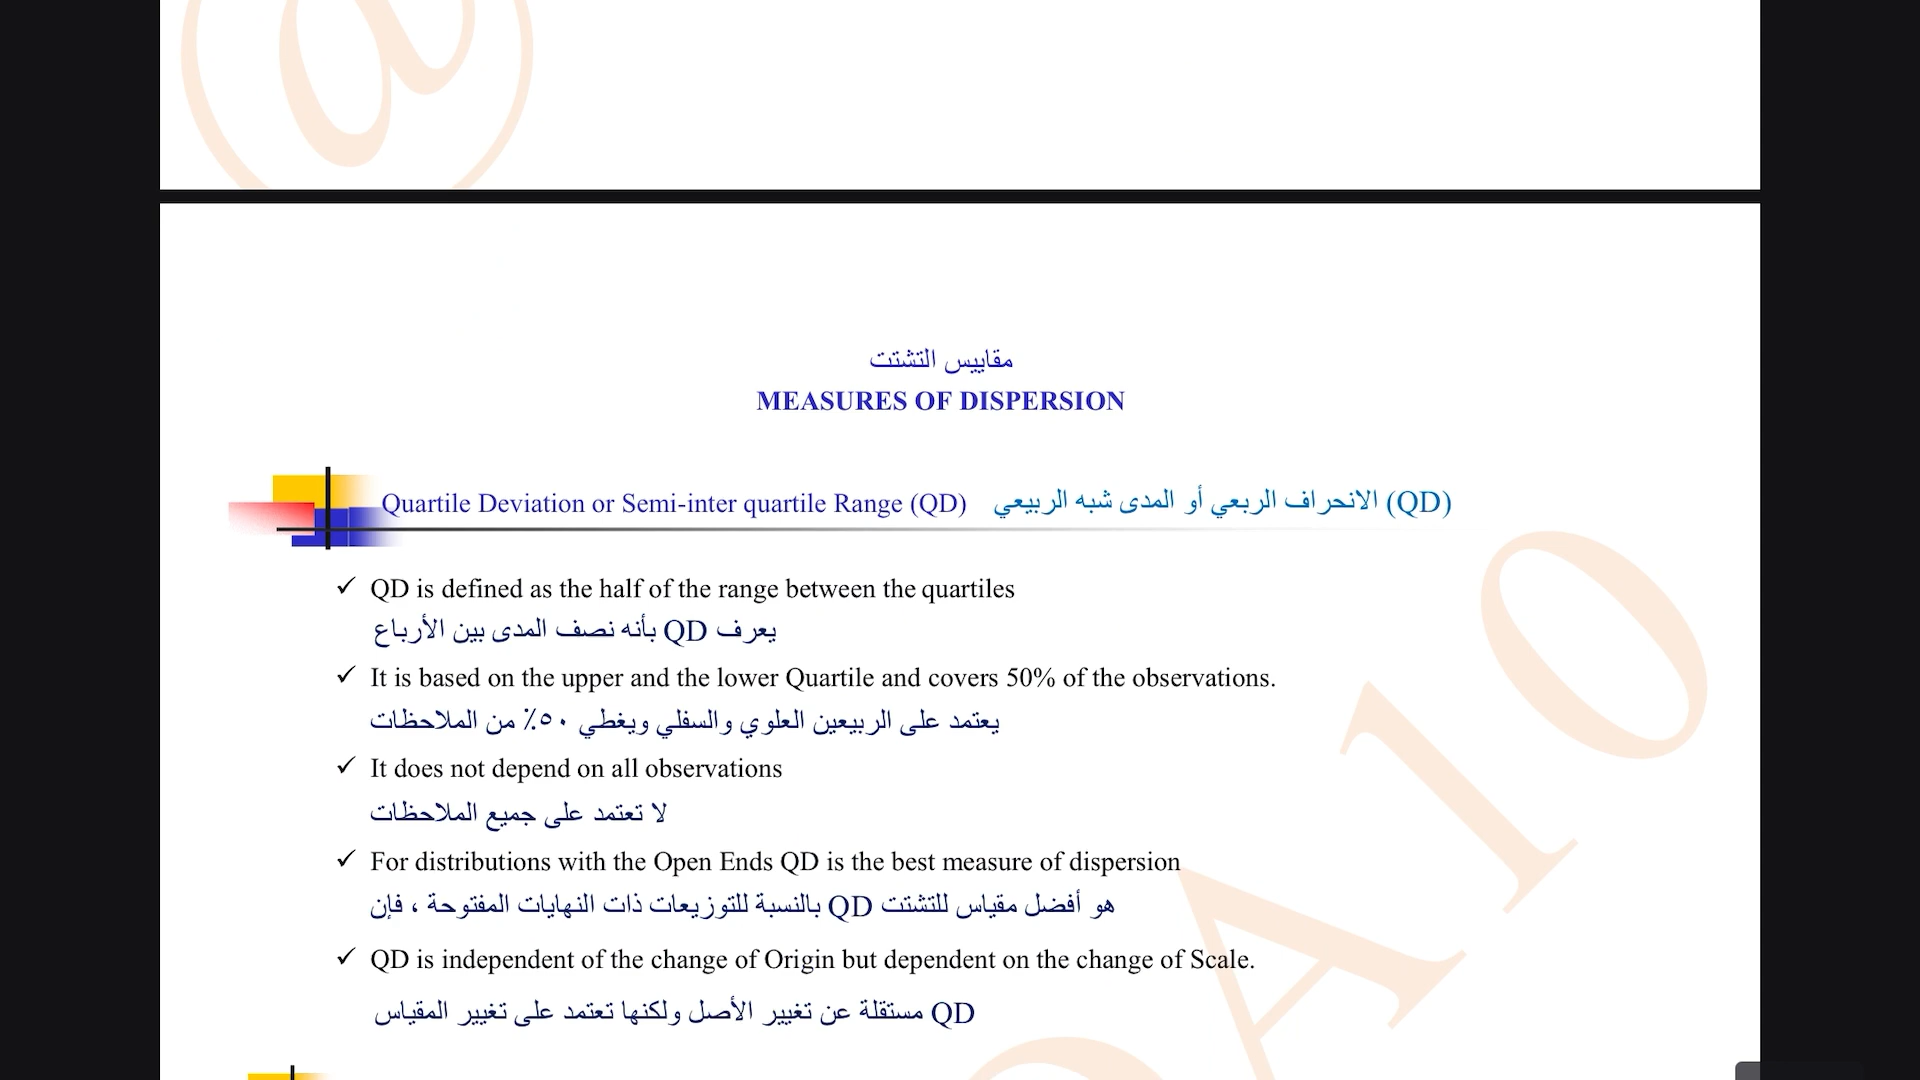 مقاييس التشتت
MEASURES OF DISPERSION
Quartile Deviation or Semi-inter quartile Range (QD) الانحراف الربعي أو المدى شبه الربيعي (QD)
✓ QD is defined as the half of the range between the quartiles
يعرف QD بأنه نصف المدى بين الأرباع
✓ It is based on the upper and the lower Quartile and covers 50% of the observations.
يعتمد على الربيعين العلوي والسفلي ويغطي ٥٠٪ من الملاحظات
✓ It does not depend on all observations
لا تعتمد على جميع الملاحظات
✓ For distributions with the Open Ends QD is the best measure of dispersion
هو أفضل مقياس للتشتت QD بالنسبة للتوزيعات ذات النهايات المفتوحة ، فإن
✓ QD is independent of the change of Origin but dependent on the change of Scale.
QD مستقلة عن تغيير الأصل ولكنها تعتمد على تغيير المقياس